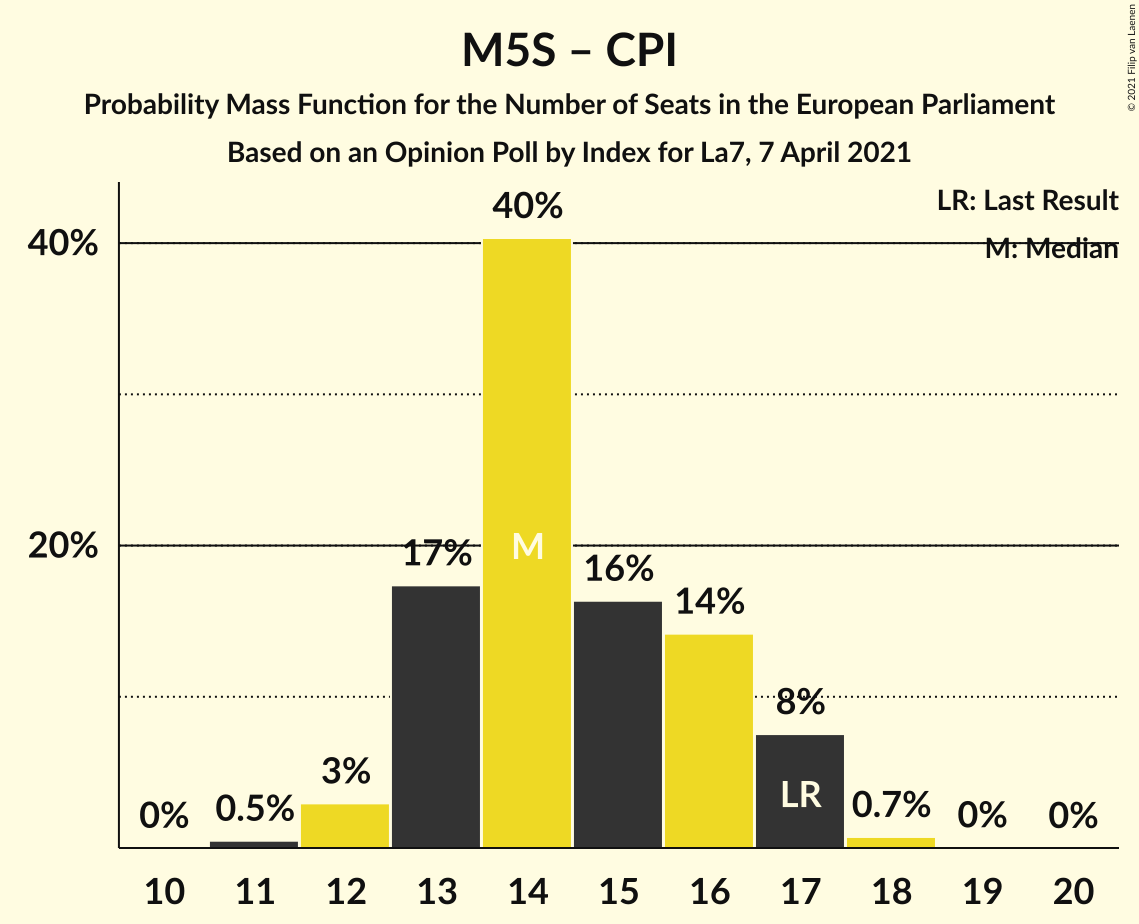 M5S – CPI
Probability Mass Function for the Number of Seats in the European Parliament
Based on an Opinion Poll by Index for La7, 7 April 2021
© 2021 Filip van Laenen
LR: Last Result
M: Median
40%
20%
0%
0.5%
3%
17%
40%
16%
14%
8%
0.7%
0%
0%
M
LR
10 11 12 13 14 15 16 17 18 19 20